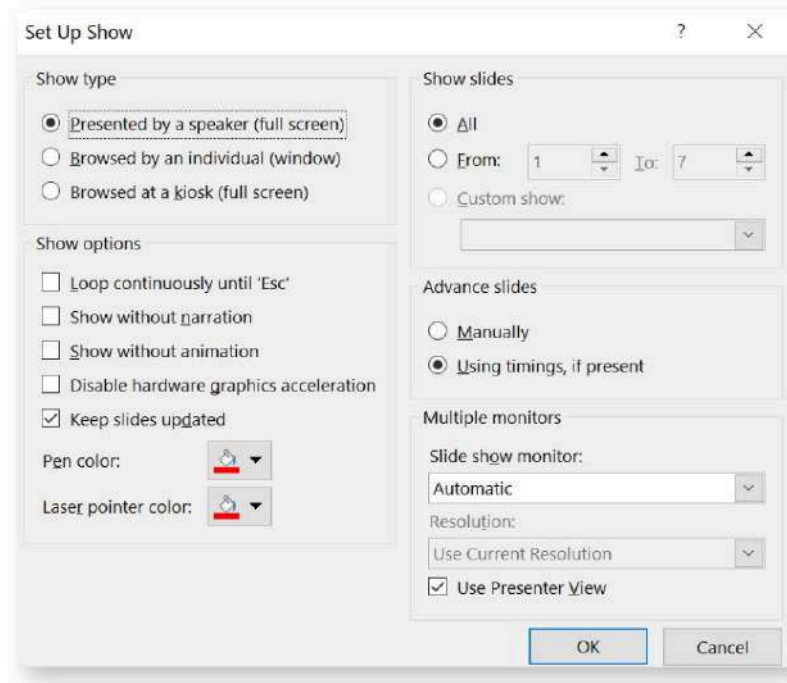 Set Up Show
Show type
Presented by a speaker (full screen)
Browsed by an individual (window)
Browsed at a kiosk (full screen)
Show options
Loop continuously until 'Esc'
Show without narration
Show without animation
Disable hardware graphics acceleration
Keep slides updated
Pen color:
Laser pointer color:
Show slides
All
From: 1 To: 7
Custom show:
Advance slides
Manually
Using timings, if present
Multiple monitors
Slide show monitor:
Automatic
Resolution:
Use Current Resolution
Use Presenter View
OK Cancel